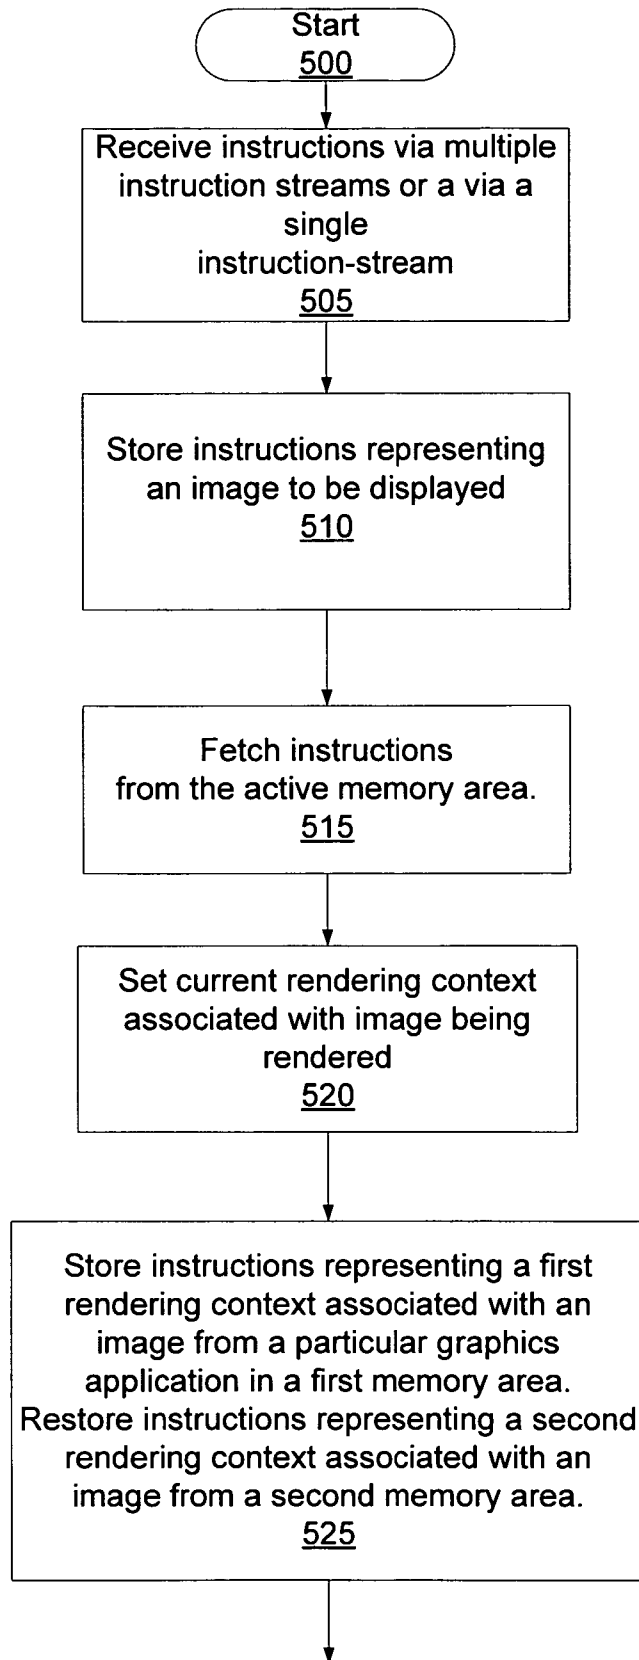 Start
500
Receive instructions via multiple
instruction streams or a via a
single
instruction-stream
505
Store instructions representing
an image to be displayed
510
Fetch instructions
from the active memory area.
515
Set current rendering context
associated with image being
rendered
520
Store instructions representing a first
rendering context associated with an
image from a particular graphics
application in a first memory area.
Restore instructions representing a second
rendering context associated with an
image from a second memory area.
525